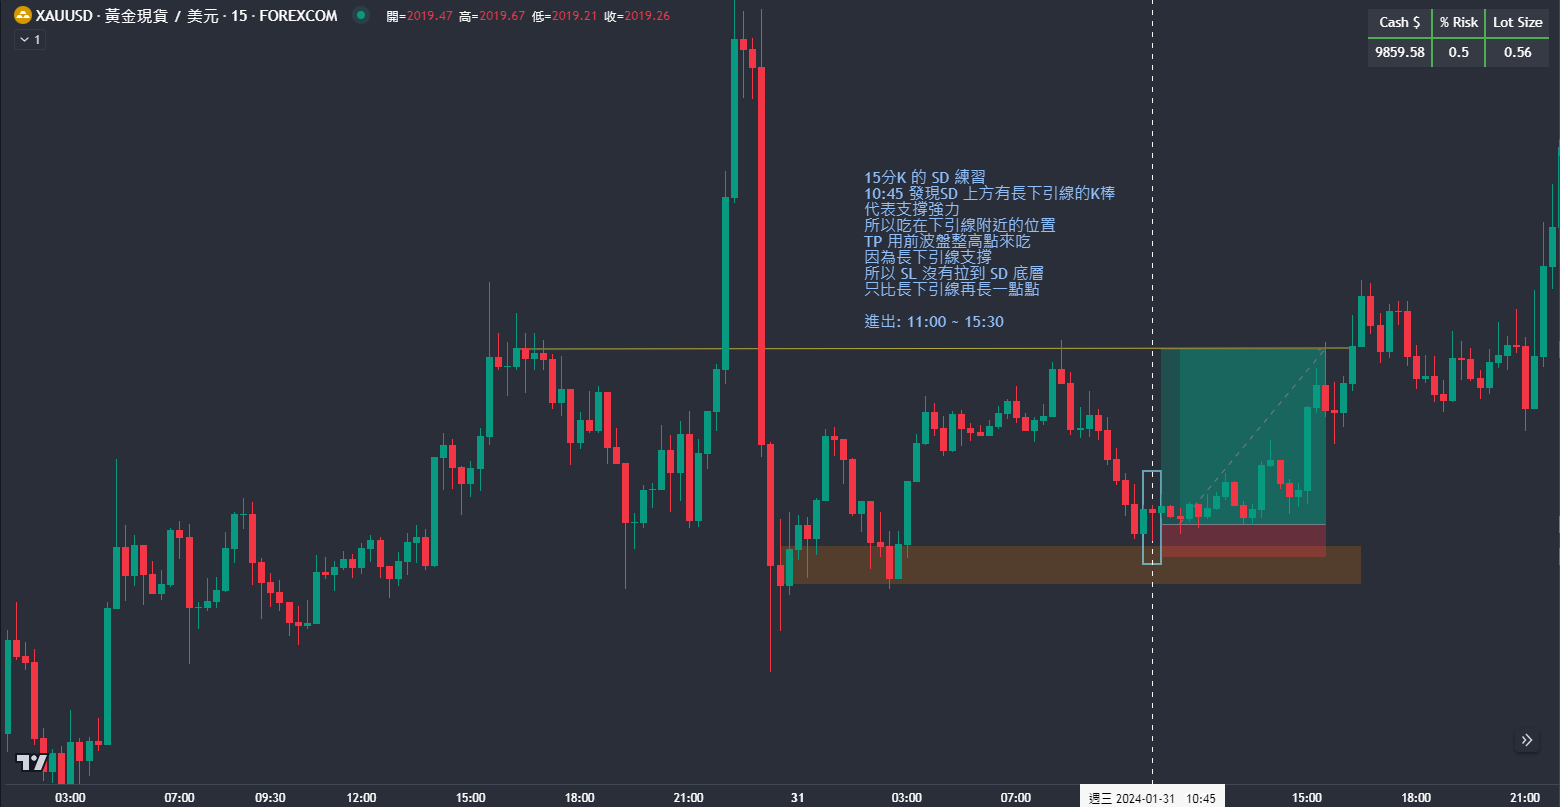 XAUUSD · 黃金現貨 / 美元 · 15 · FOREXCOM 開=2019.47 高=2019.67 低=2019.21 收=2019.26
1
Cash $ % Risk Lot Size
9859.58 0.5 0.56
15分K 的 SD 練習
10:45 發現SD 上方有長下引線的K棒
代表支撐強力
所以吃在下引線附近的位置
TP 用前波盤整高點來吃
因為長下引線支撐
所以 SL 沒有拉到 SD 底層
只比長下引線再長一點點
進出: 11:00 ~ 15:30
03:00 07:00 09:30 12:00 15:00 18:00 21:00 31 03:00 07:00 週三 2024-01-31 10:45 15:00 18:00 21:00